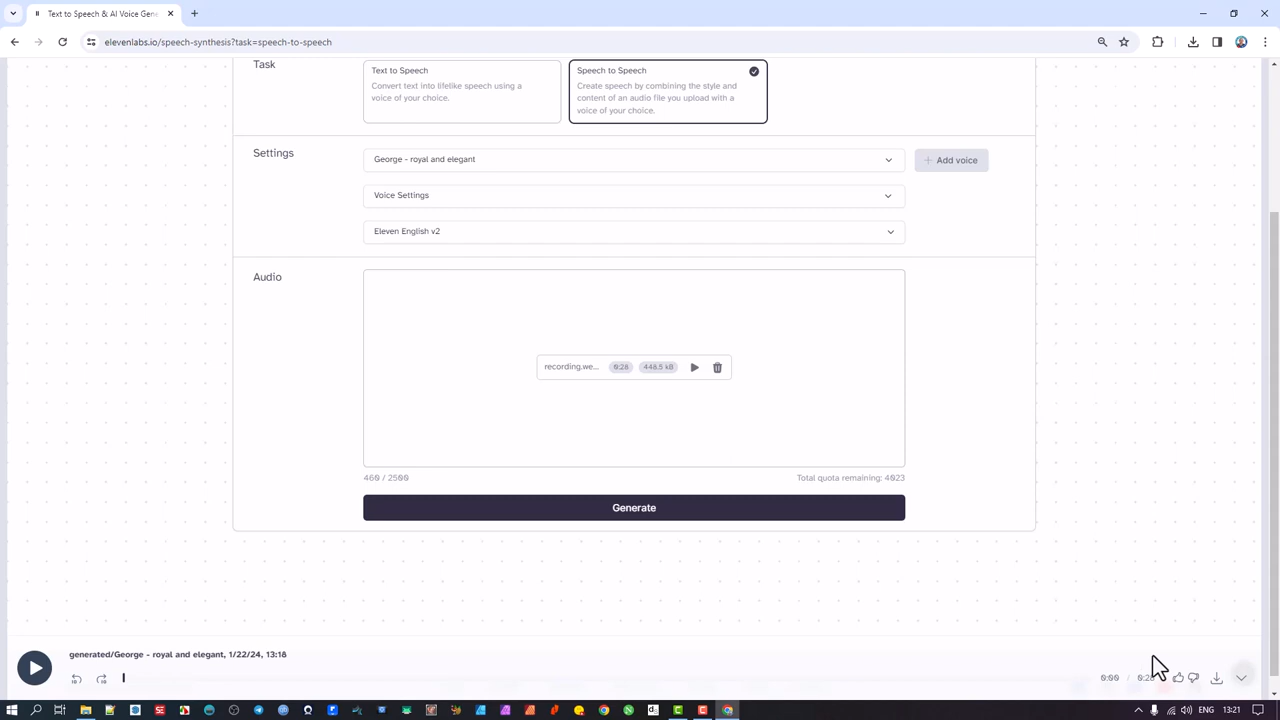 Text to Speech & AI Voice Gene
elevenlabs.io/speech-synthesis?task=speech-to-speech
Task
Text to Speech
Convert text into lifelike speech using a
voice of your choice.
Speech to Speech
Create speech by combining the style and
content of an audio file you upload with a
voice of your choice.
Settings
George - royal and elegant
+ Add voice
Voice Settings
Eleven English v2
Audio
recording.we... 0:28 448.5 kB
460 / 2500
Total quota remaining: 4023
Generate
generated/George - royal and elegant, 1/22/24, 13:18
0:00 / 0:28
ENG 13:21